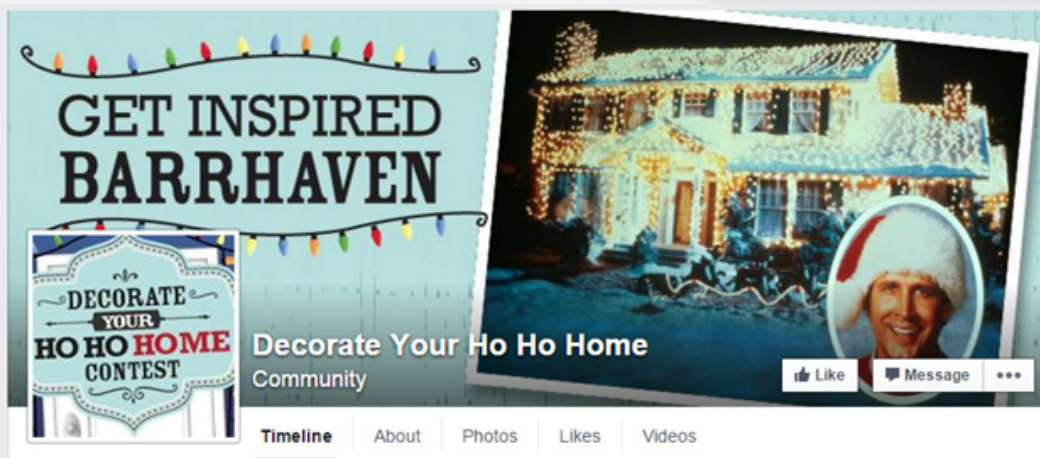 GET INSPIRED
BARRHAVEN
DECORATE
YOUR
HO HO HOME
CONTEST
Decorate Your Ho Ho Home
Community
Like
Message
•••
Timeline
About
Photos
Likes
Videos